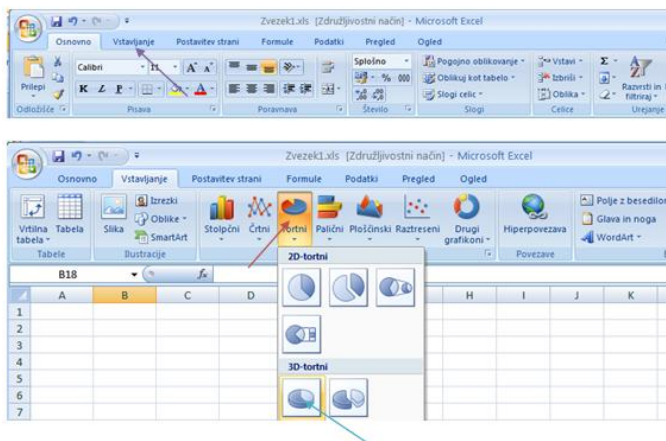 Zvezek1.xls [Združljivostni način] - Microsoft Excel
Osnovno Vstavljanje Postavitev strani Formule Podatki Pregled Ogled
Prilepi
Calibri 11 A A
K L P A
Splošno
% 000
Pogojno oblikovanje
Oblikuj kot tabelo
Slogi celic
Vstavi
Izbriši
Oblika
Σ
Razvrsti in
filtriraj
Odložišče Pisava Poravnava Število Slogi Celice Urejanje
Zvezek1.xls [Združljivostni način] - Microsoft Excel
Osnovno Vstavljanje Postavitev strani Formule Podatki Pregled Ogled
Vrtilna tabela
Tabela
Slika
Izrezki
Oblike
SmartArt
Stolpčni Črtni Tortni Palični Ploščinski Raztreseni
Drugi grafikoni
Hiperpovezava
Polje z besedilo
Glava in noga
WordArt
Tabele Ilustracije Povezave
B18 fx
2D-tortni
3D-tortni
A B C D H I J K
1
2
3
4
5
6
7